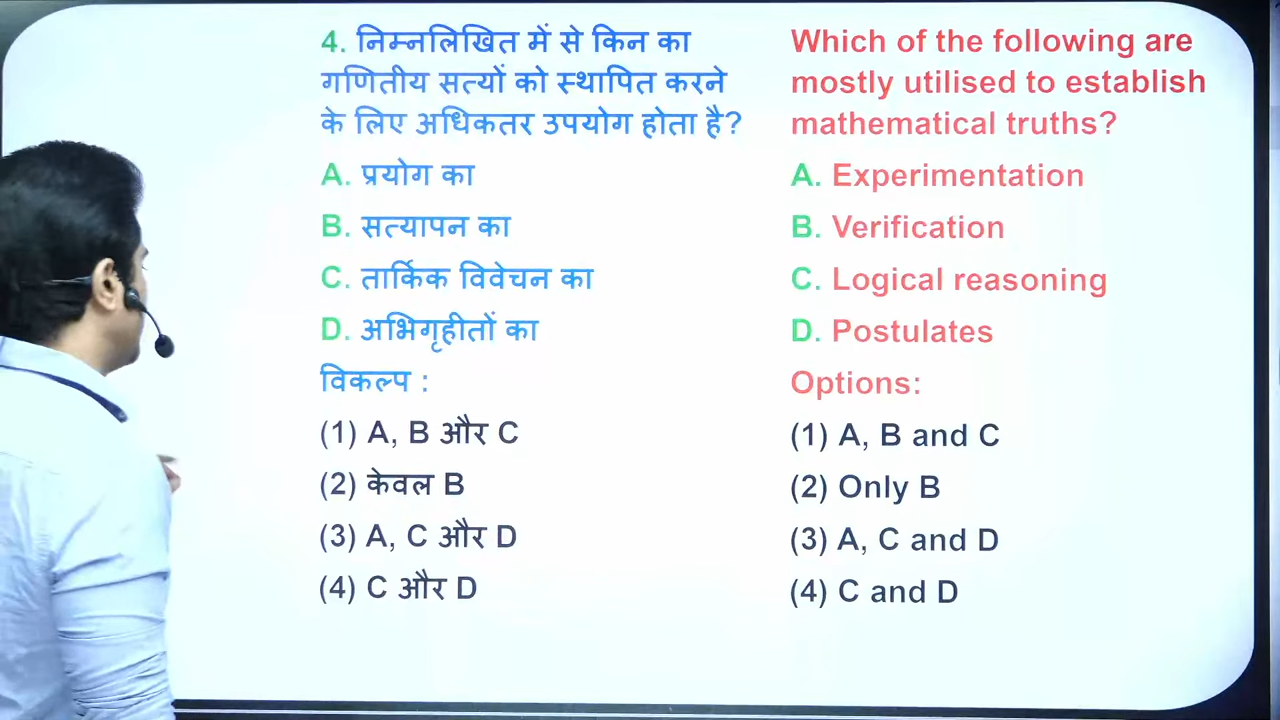 4. निम्नलिखित में से किन का
गणितीय सत्यों को स्थापित करने
के लिए अधिकतर उपयोग होता है?
A. प्रयोग का
B. सत्यापन का
C. तार्किक विवेचन का
D. अभिगृहीतों का
विकल्प :
(1) A, B और C
(2) केवल B
(3) A, C और D
(4) C और D
Which of the following are
mostly utilised to establish
mathematical truths?
A. Experimentation
B. Verification
C. Logical reasoning
D. Postulates
Options:
(1) A, B and C
(2) Only B
(3) A, C and D
(4) C and D